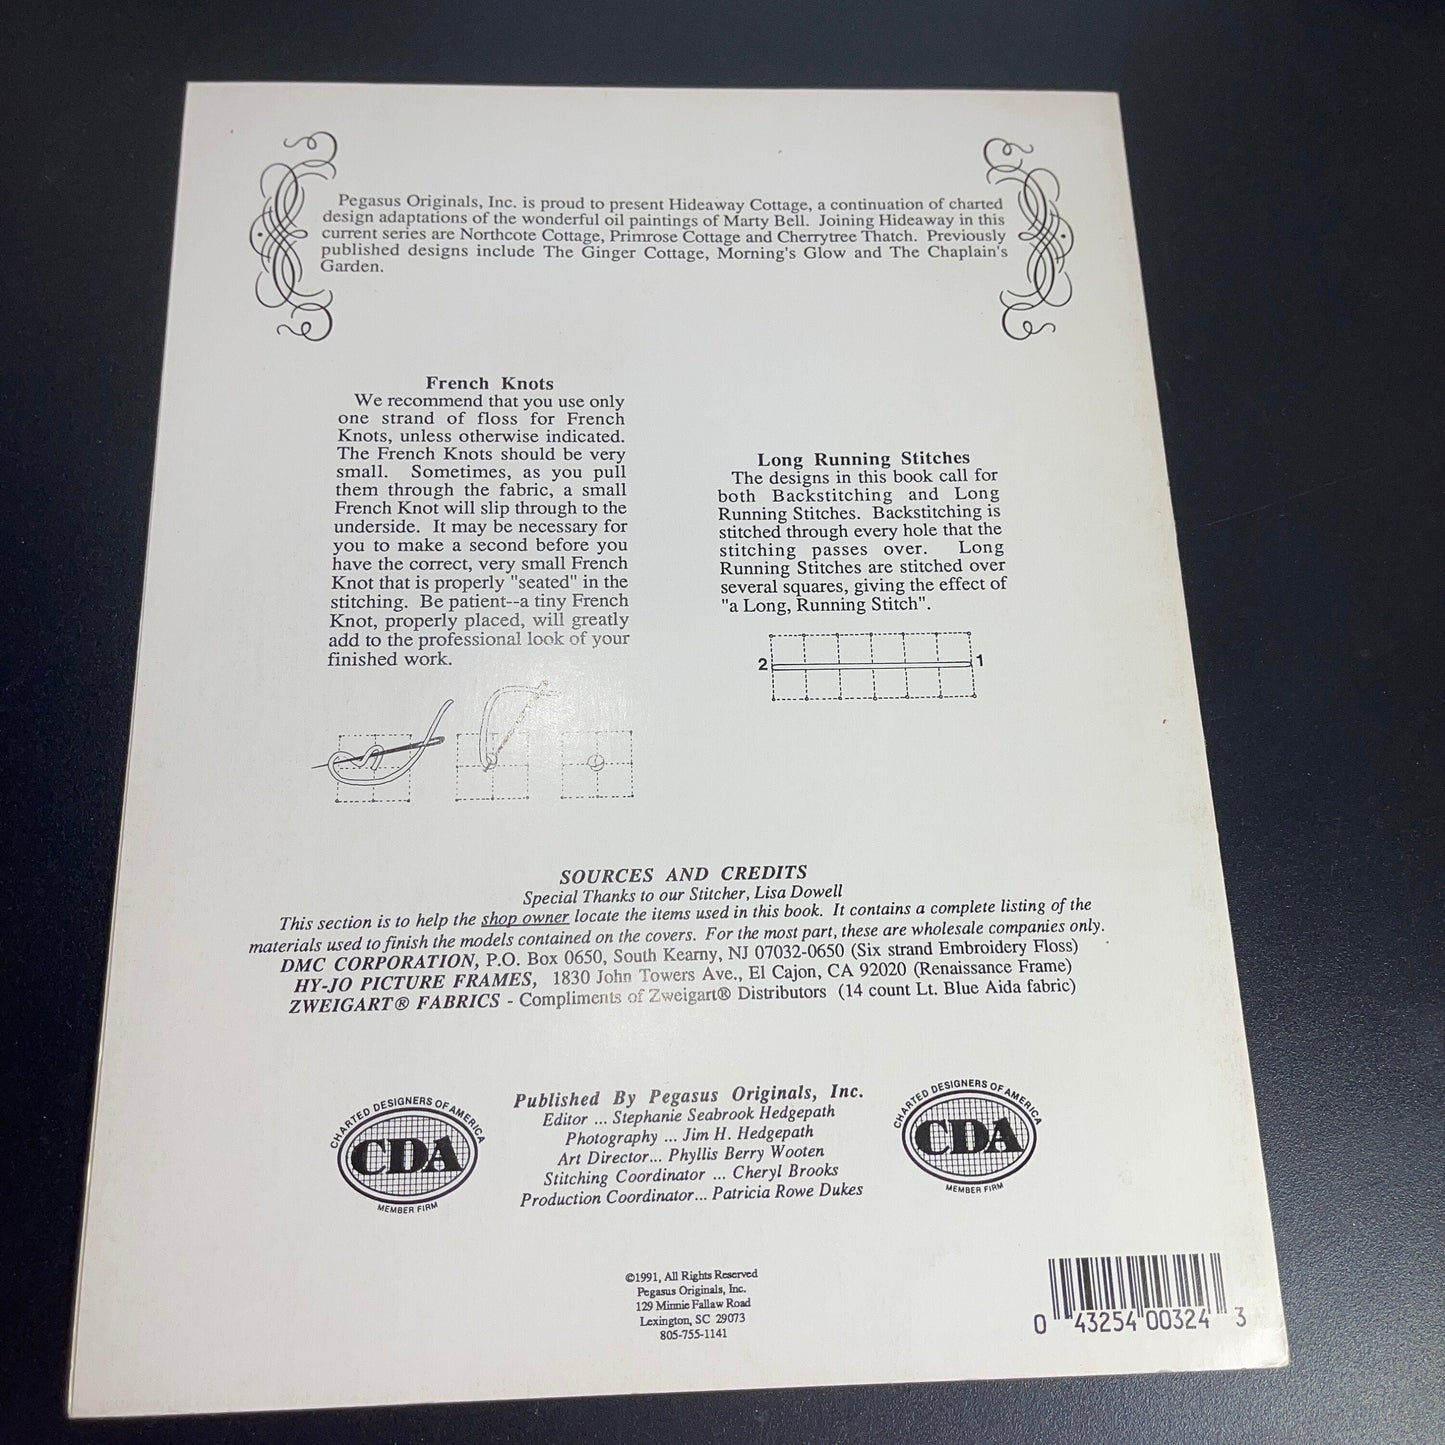 Pegasus Originals, Inc. is proud to present Hideaway Cottage, a continuation of charted
design adaptations of the wonderful oil paintings of Marty Bell. Joining Hideaway in this
current series are Northcote Cottage, Primrose Cottage and Cherrytree Thatch. Previously
published designs include The Ginger Cottage, Morning's Glow and The Chaplain's
Garden.
French Knots
We recommend that you use only
one strand of floss for French
Knots, unless otherwise indicated.
The French Knots should be very
small. Sometimes, as you pull
them through the fabric, a small
French Knot will slip through to the
underside. It may be necessary for
you to make a second before you
have the correct, very small French
Knot that is properly "seated" in the
stitching. Be patient--a tiny French
Knot, properly placed, will greatly
add to the professional look of your
finished work.
Long Running Stitches
The designs in this book call for
both Backstitching and Long
Running Stitches. Backstitching is
stitched through every hole that the
stitching passes over. Long
Running Stitches are stitched over
several squares, giving the effect of
"a Long, Running Stitch".
2 1
SOURCES AND CREDITS
Special Thanks to our Stitcher, Lisa Dowell
This section is to help the shop owner locate the items used in this book. It contains a complete listing of the
materials used to finish the models contained on the covers. For the most part, these are wholesale companies only.
DMC CORPORATION, P.O. Box 0650, South Kearny, NJ 07032-0650 (Six strand Embroidery Floss)
HY-JO PICTURE FRAMES, 1830 John Towers Ave., El Cajon, CA 92020 (Renaissance Frame)
ZWEIGART® FABRICS - Compliments of Zweigart® Distributors (14 count Lt. Blue Aida fabric)
CHARTED DESIGNERS OF AMERICA
CDA
MEMBER FIRM
Published By Pegasus Originals, Inc.
Editor ... Stephanie Seabrook Hedgepath
Photography ... Jim H. Hedgepath
Art Director... Phyllis Berry Wooten
Stitching Coordinator ... Cheryl Brooks
Production Coordinator... Patricia Rowe Dukes
CHARTED DESIGNERS OF AMERICA
CDA
MEMBER FIRM
©1991, All Rights Reserved
Pegasus Originals, Inc.
129 Minnie Fallaw Road
Lexington, SC 29073
805-755-1141
0 43254 00324 3